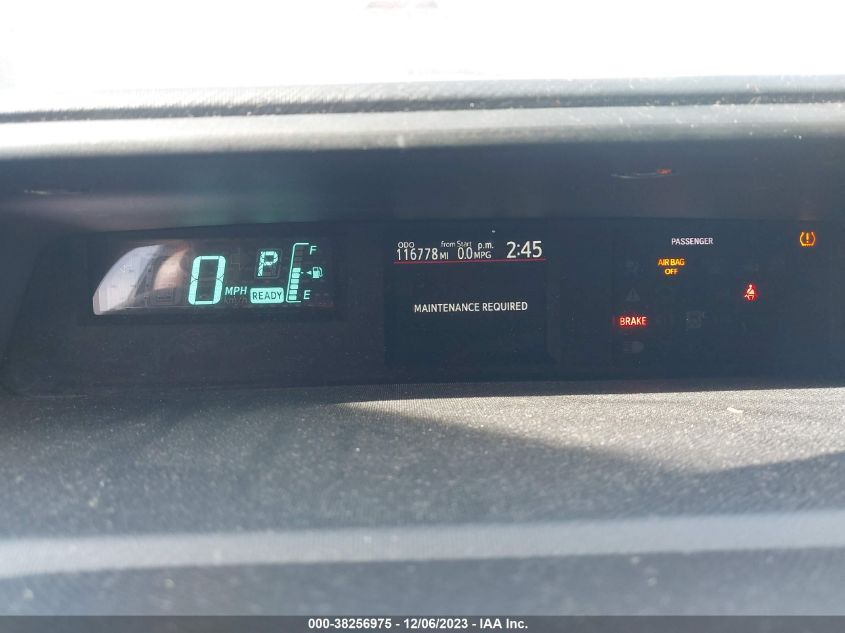 0 MPH
P
READY
F
E
ODO from Start p.m.
116778 MI 0.0 MPG 2:45
MAINTENANCE REQUIRED
PASSENGER
AIR BAG
OFF
BRAKE
000-38256975 - 12/06/2023 - IAA Inc.